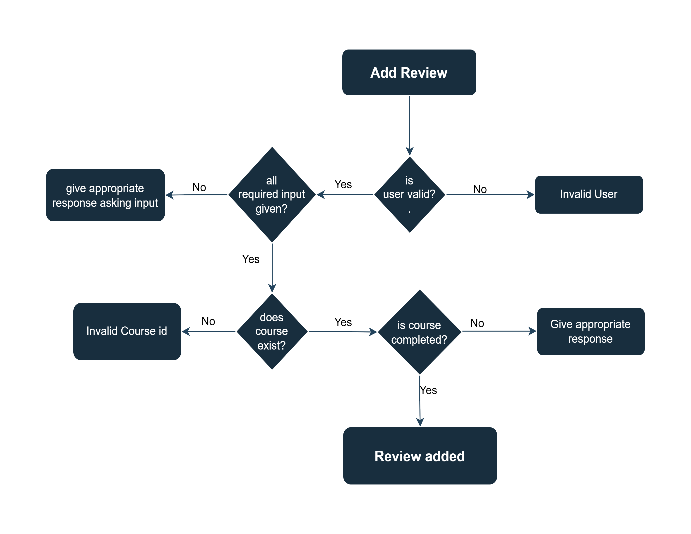 Add Review
is
user valid?
.
Yes
No
Invalid User
all
required input
given?
No
give appropriate
response asking input
Yes
does
course
exist?
No
Invalid Course id
Yes
is course
completed?
No
Give appropriate
response
Yes
Review added